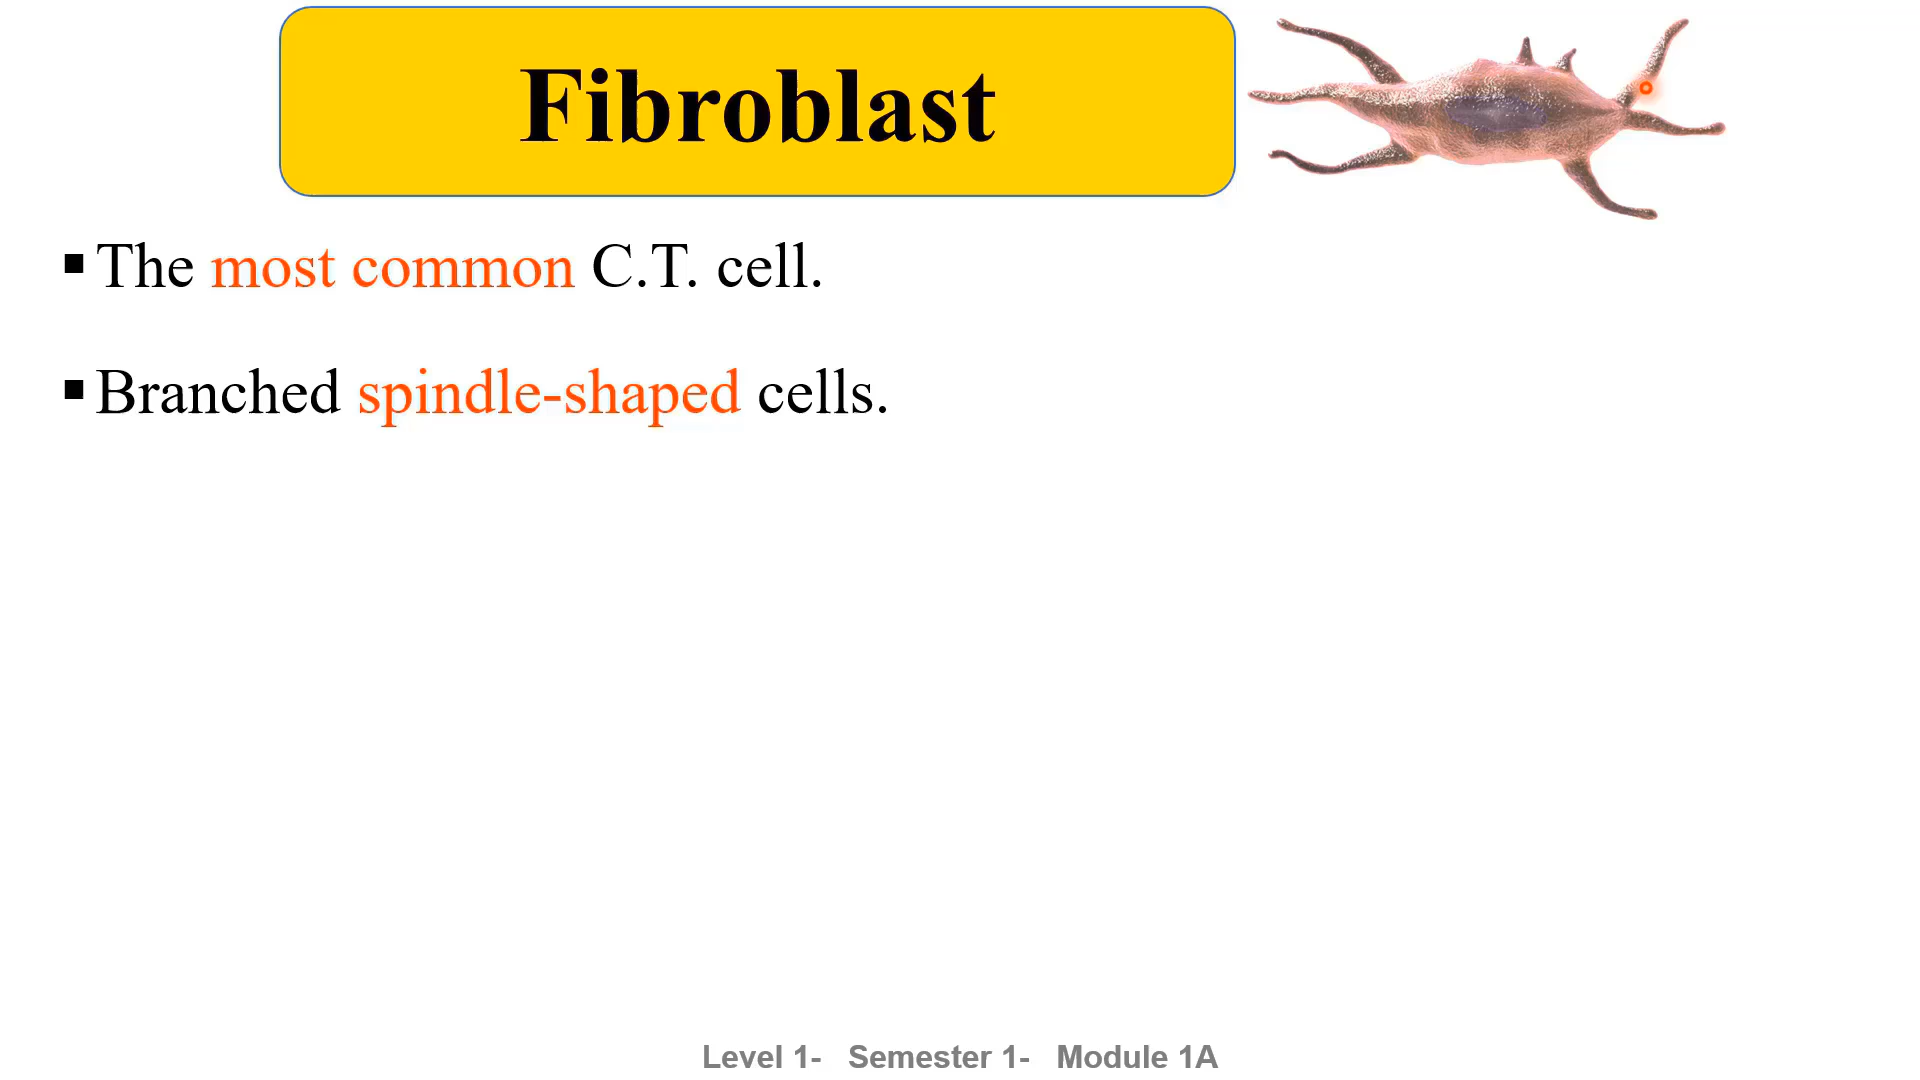 Fibroblast
▪ The most common C.T. cell.
▪ Branched spindle-shaped cells.
Level 1- Semester 1- Module 1A